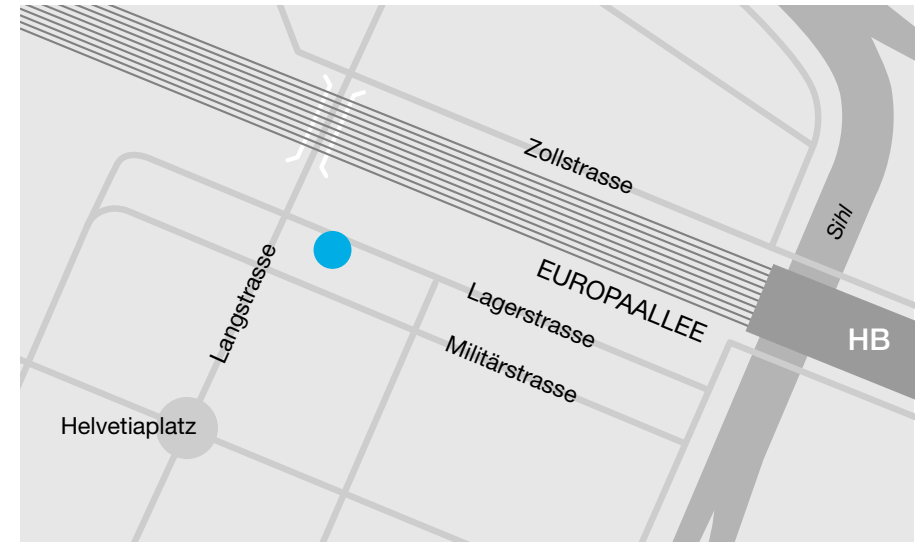 Zollstrasse
Sihl
EUROPAALLEE
Langstrasse
Lagerstrasse
HB
Militärstrasse
Helvetiaplatz